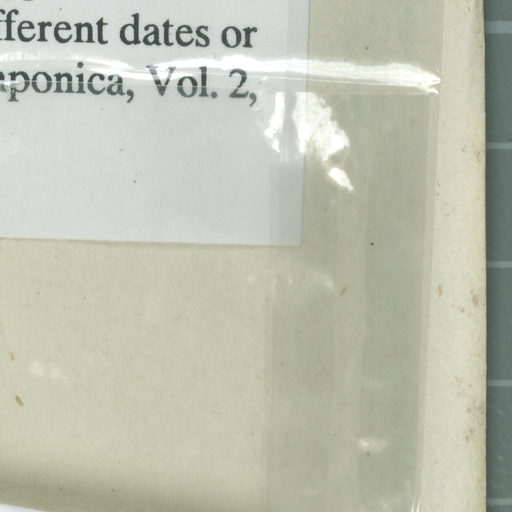 fferent dates or
aponica, Vol. 2,